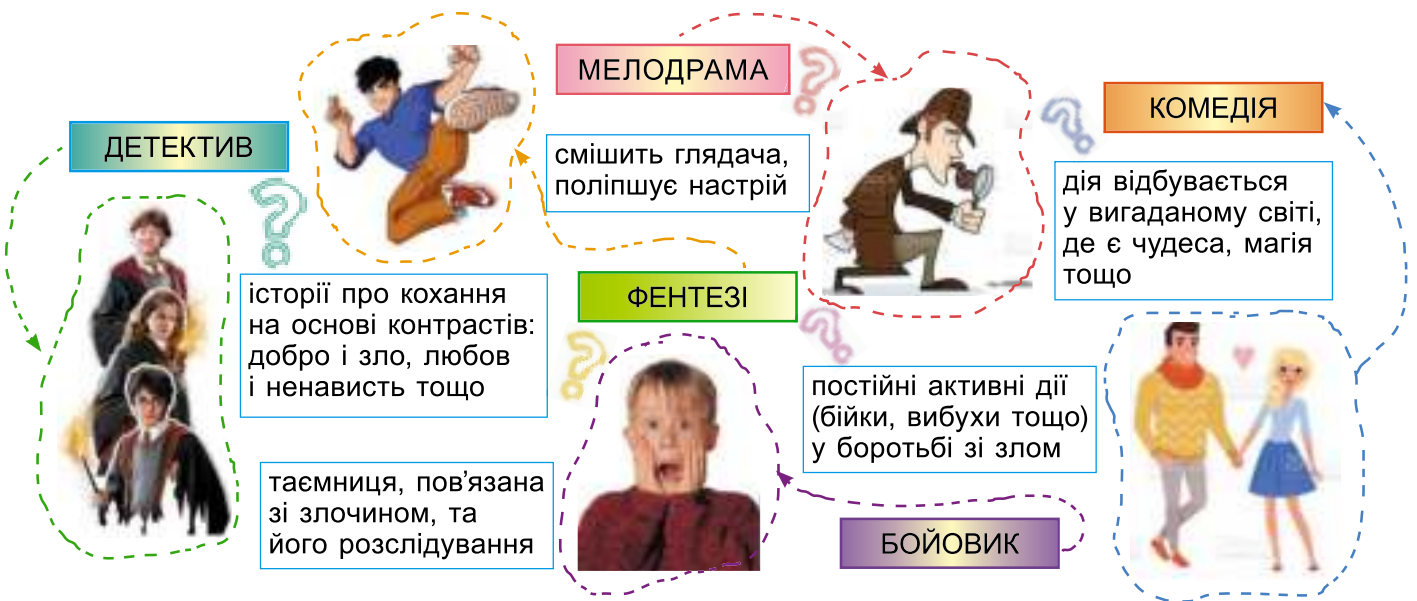 МЕЛОДРАМА
КОМЕДІЯ
ДЕТЕКТИВ
смішить глядача,
поліпшує настрій
дія відбувається
у вигаданому світі,
де є чудеса, магія
тощо
історії про кохання
на основі контрастів:
добро і зло, любов
і ненависть тощо
ФЕНТЕЗІ
постійні активні дії
(бійки, вибухи тощо)
у боротьбі зі злом
таємниця, пов’язана
зі злочином, та
його розслідування
БОЙОВИК